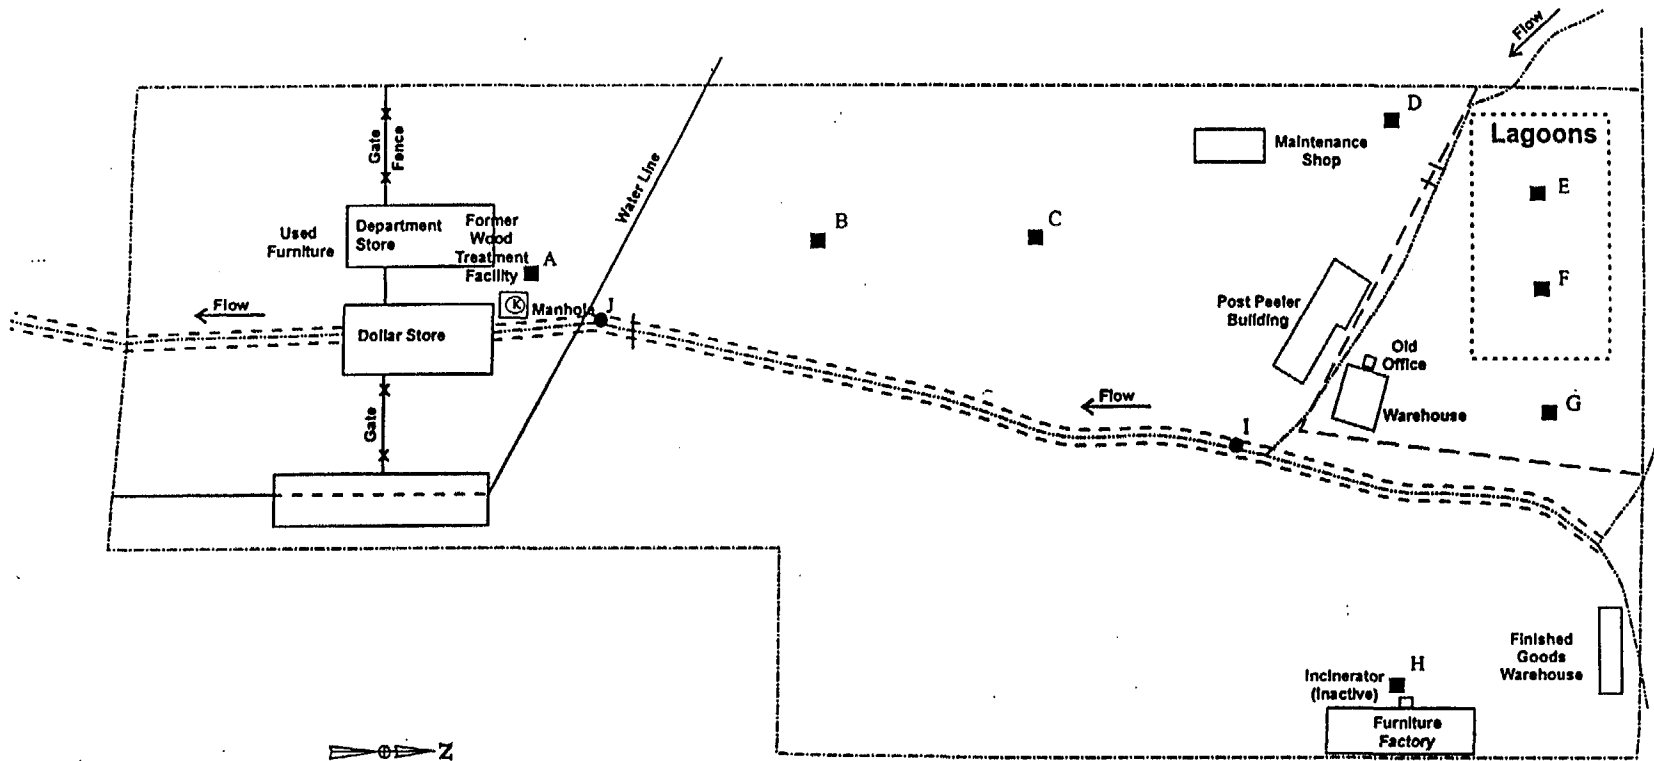 Flow
D
Lagoons
Gate
Fence
Maintenance
Shop
Water Line
E
Department
Store
Former
Wood
Treatment
Facility
Used
Furniture
A
B
C
F
Flow
K
Manhole
J
Post Peeler
Building
Dollar Store
Old
Office
Flow
Warehouse
G
Gate
I
Finished
Goods
Warehouse
Incinerator
(Inactive)
H
Furniture
Factory
N